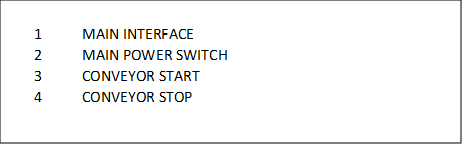 1 MAIN INTERFACE
2 MAIN POWER SWITCH
3 CONVEYOR START
4 CONVEYOR STOP